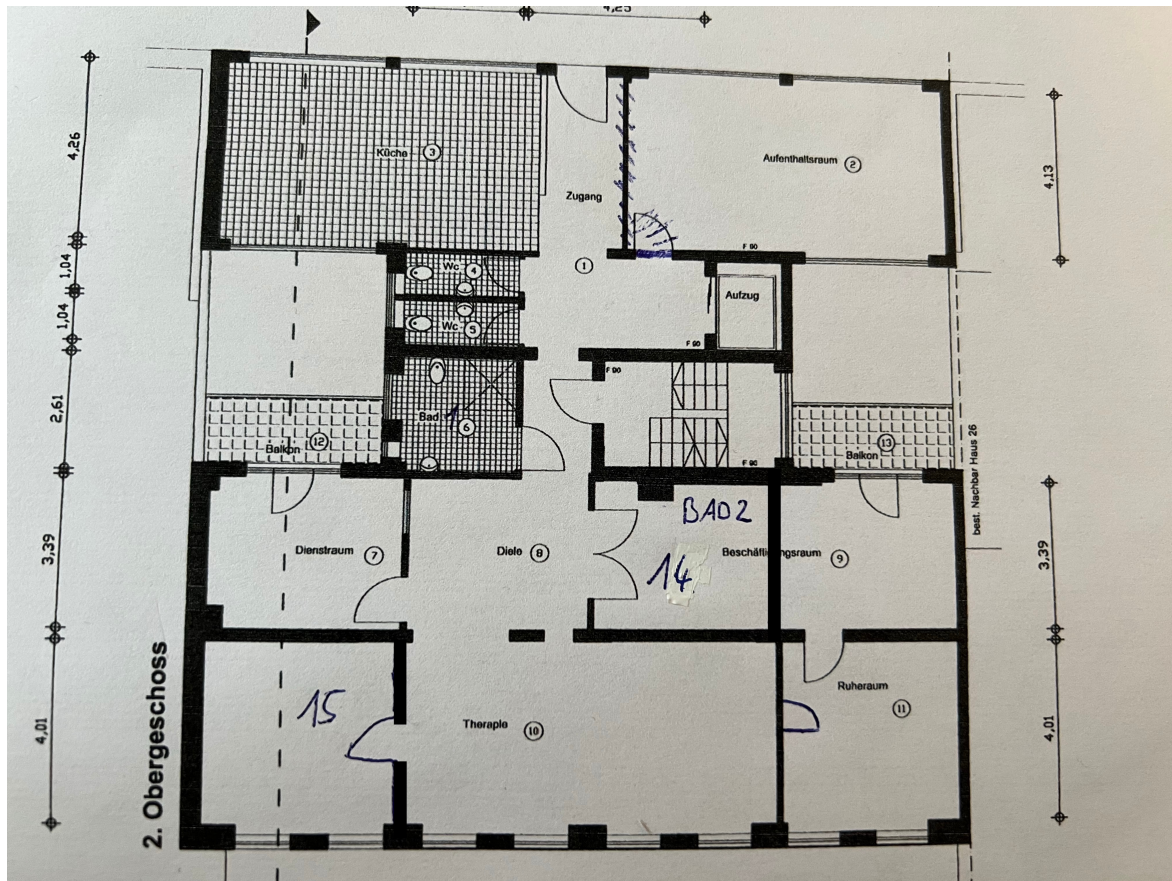 4,25
4,26
Küche 3
Aufenthaltsraum 2
4,13
Zugang
F 90
Wc 4
1
1,04
Aufzug
1,04
Wc 5
F 90
F 90
2,61
Bad 1
6
Balkon 12
13
Balkon
F 90
best. Nachbar Haus 26
BAD 2
3,39
Dienstraum 7
Diele 8
Beschäftigungsraum 9
3,39
14
2. Obergeschoss
Ruheraum
11
15
Therapie 10
4,01
4,01